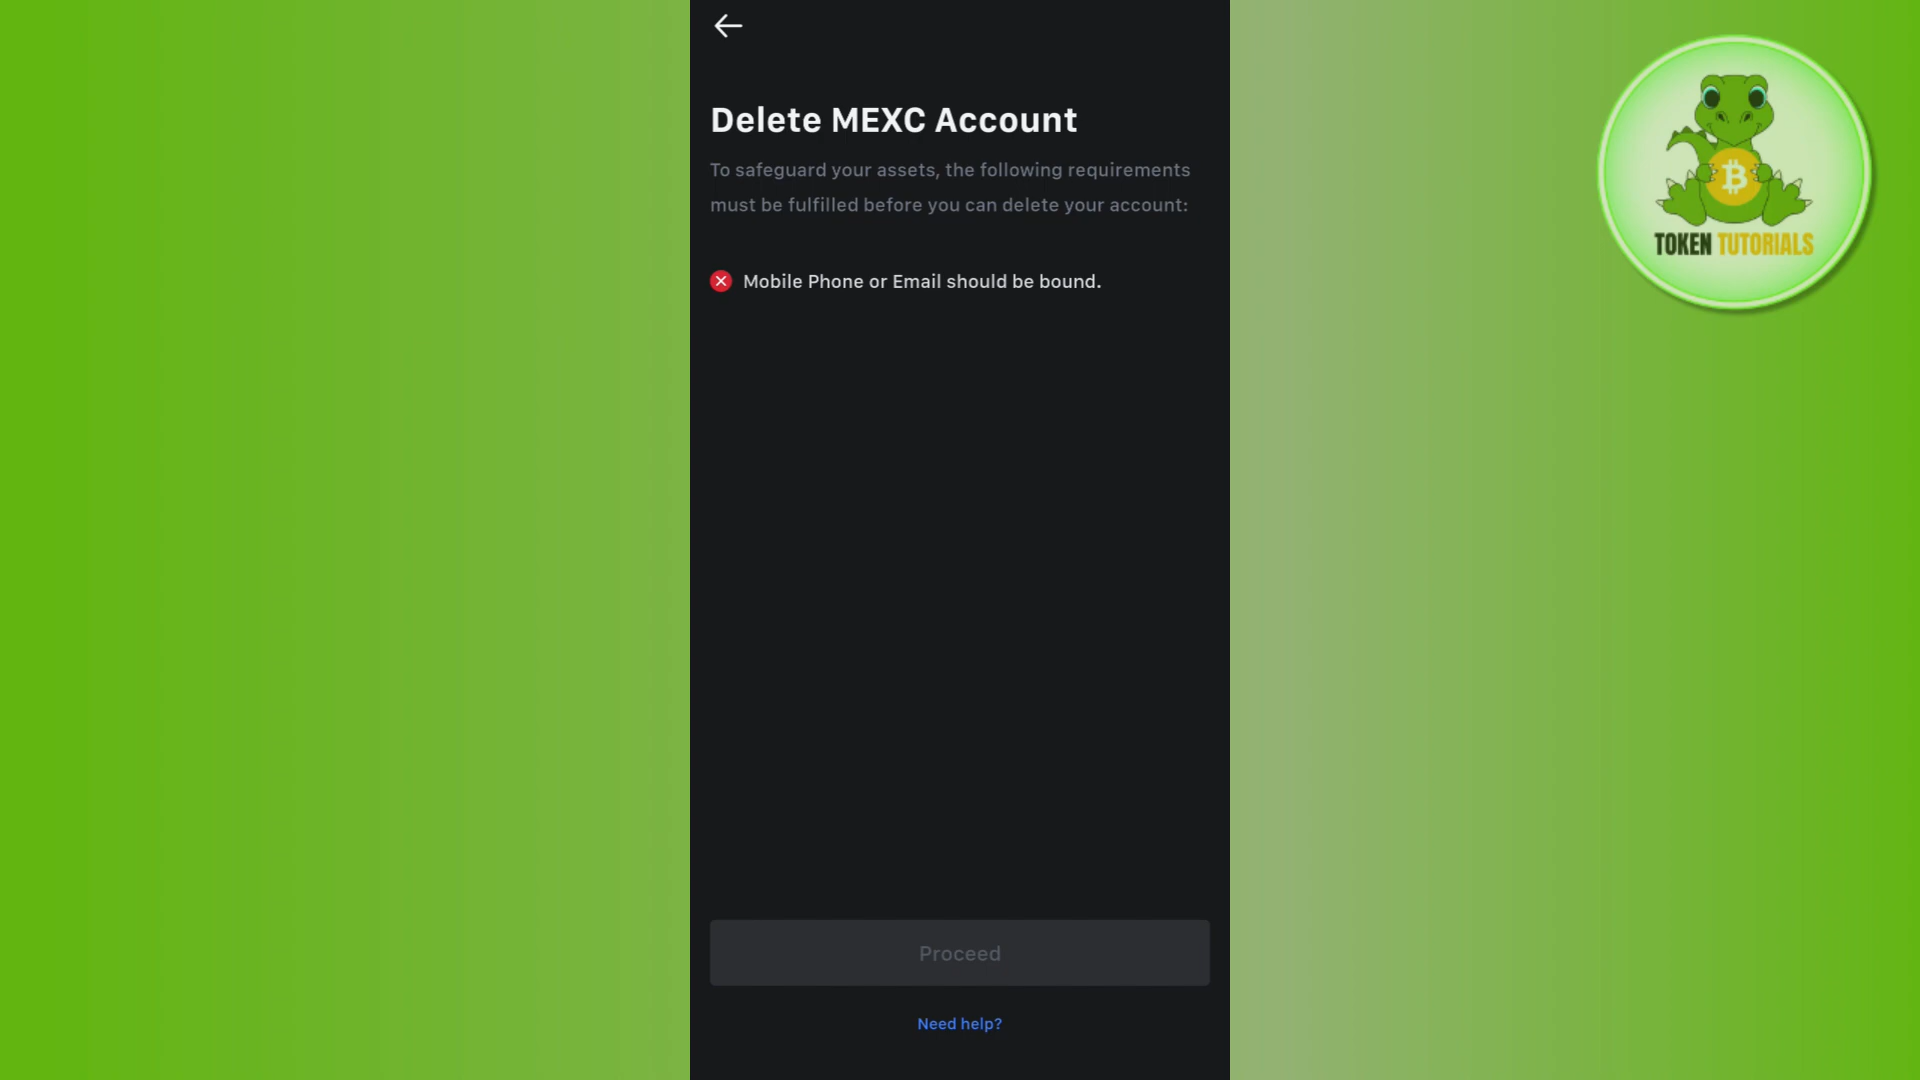 Delete MEXC Account
To safeguard your assets, the following requirements
must be fulfilled before you can delete your account:
Mobile Phone or Email should be bound.
Proceed
Need help?
TOKEN TUTORIALS